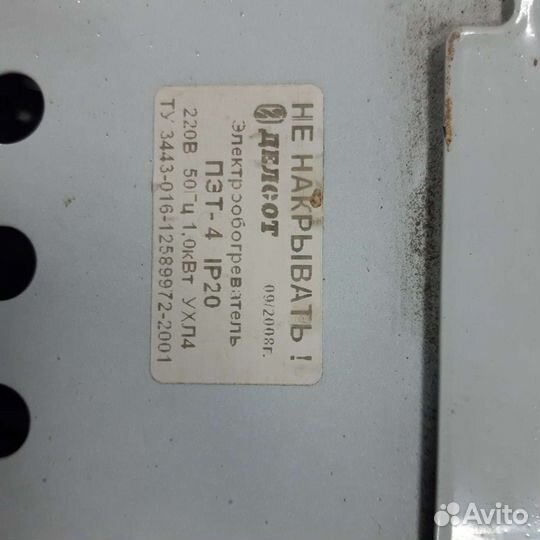 НЕ НАКРЫВАТЬ !
ДЕЛСОТ 09/2008г.
Электрообогреватель
ПЭТ-4 IP20
220В 50Гц 1,0кВт УХЛ4
ТУ 3443-016-12589972-2001
Avito